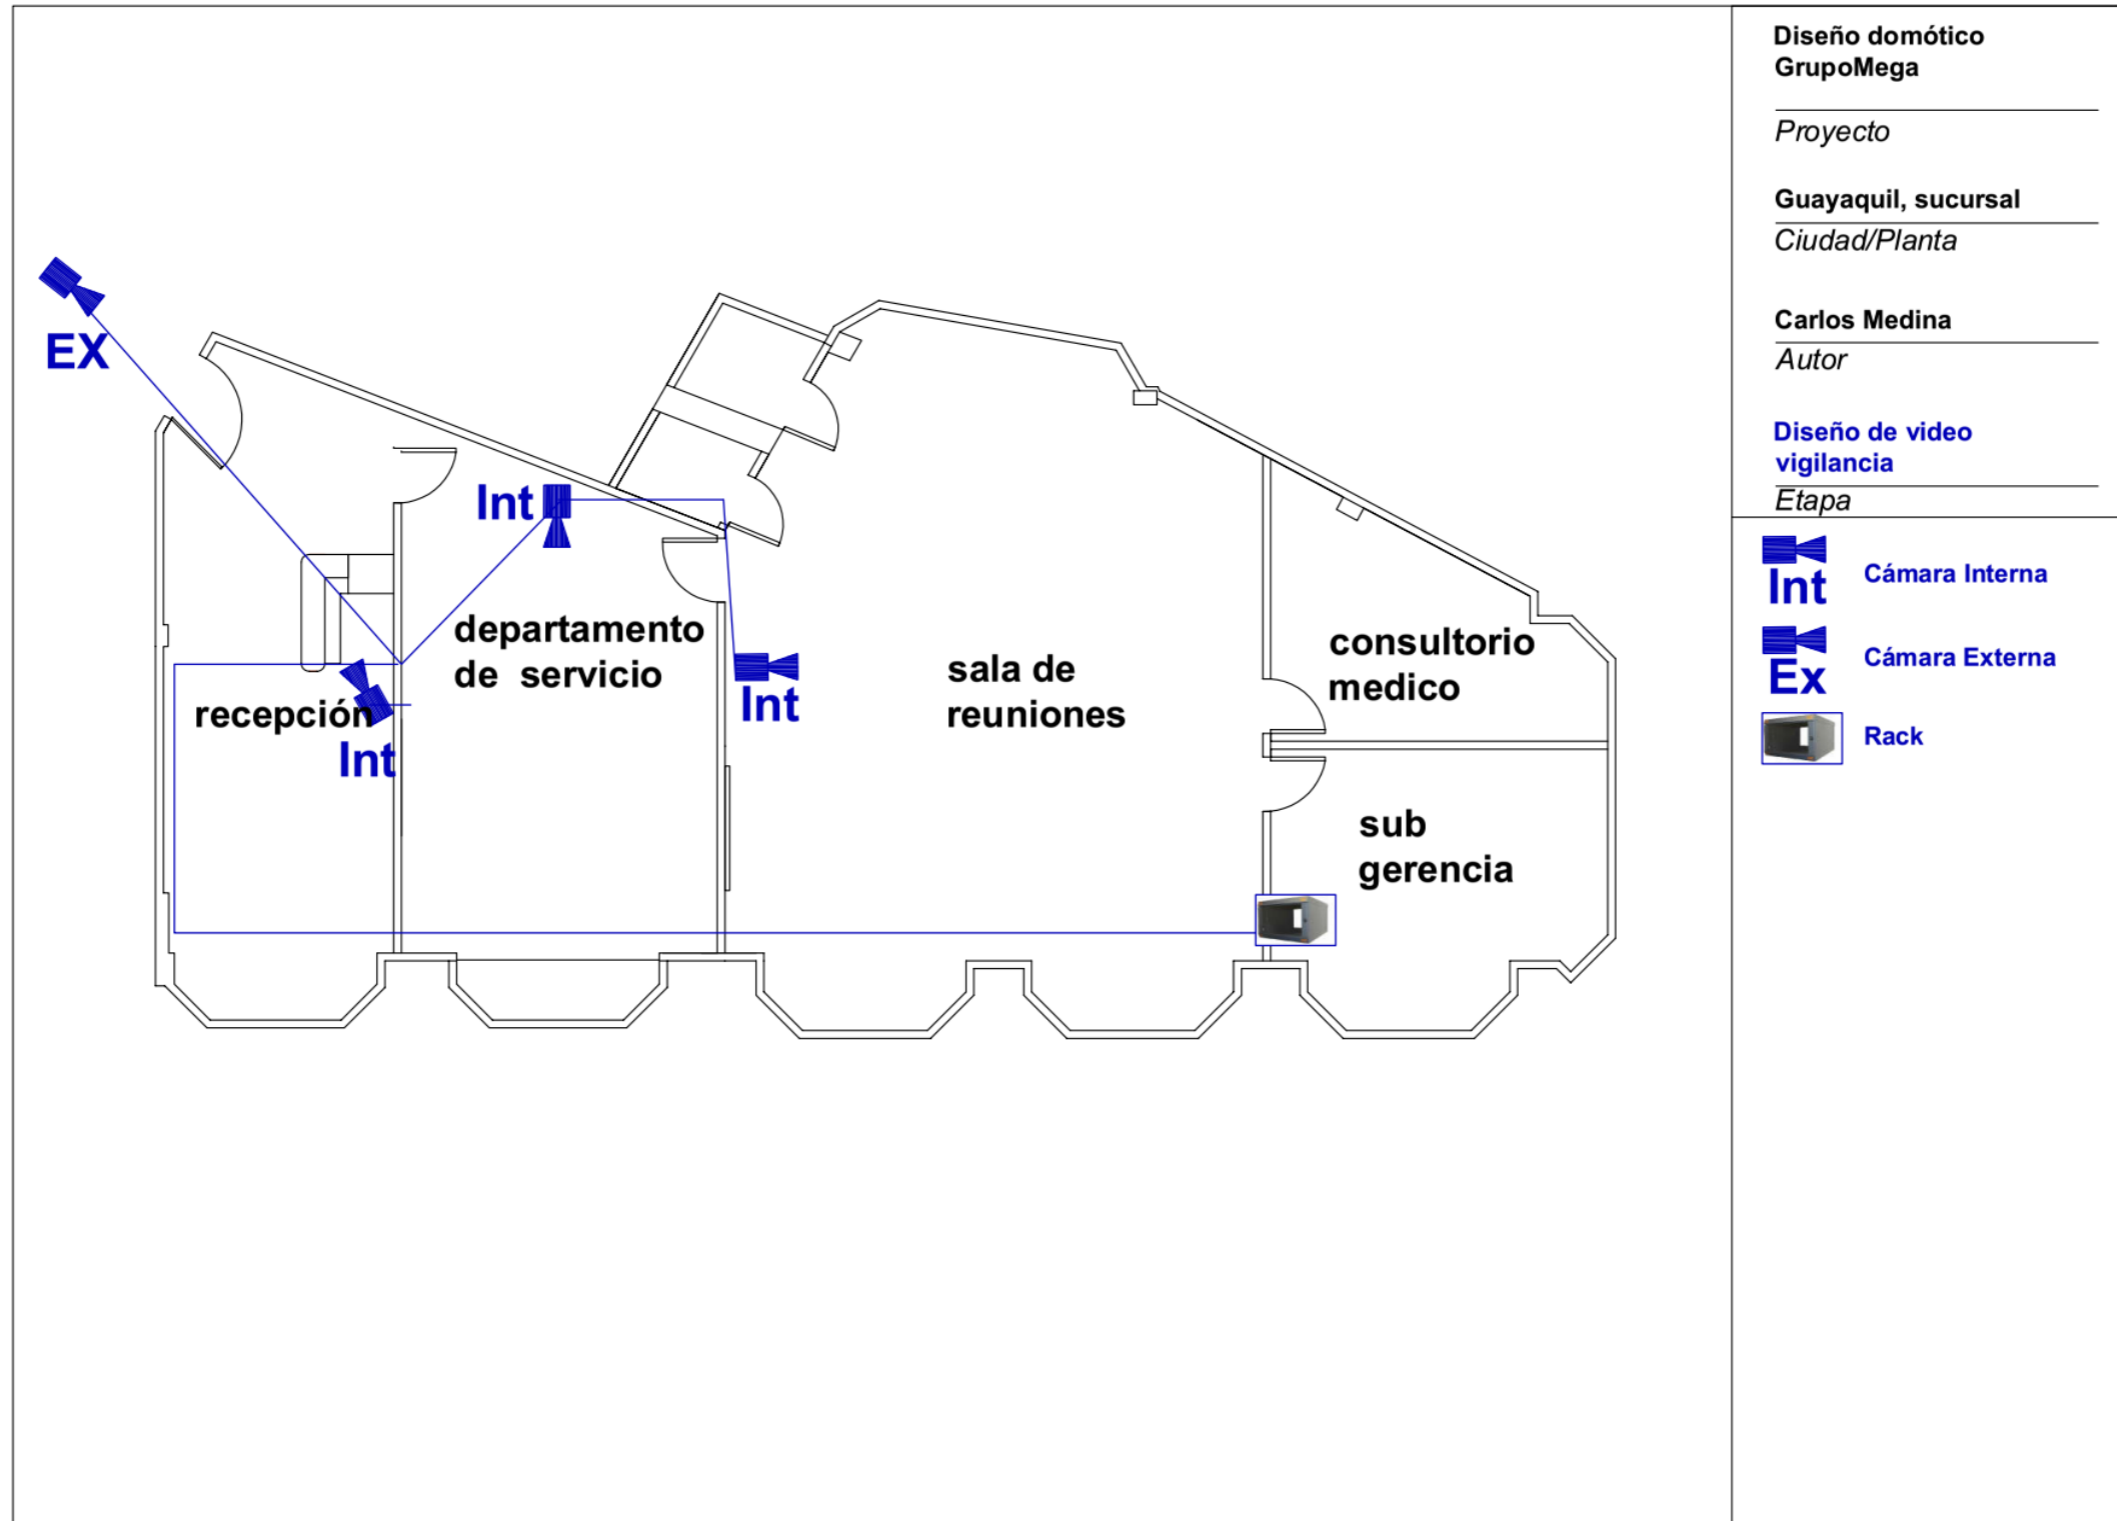 Diseño domótico
GrupoMega
Proyecto
Guayaquil, sucursal
Ciudad/Planta
Carlos Medina
Autor
Diseño de video
vigilancia
Etapa
Int
Cámara Interna
Ex
Cámara Externa
Rack
EX
Int
departamento
de servicio
recepción
Int
Int
sala de
reuniones
consultorio
medico
sub
gerencia